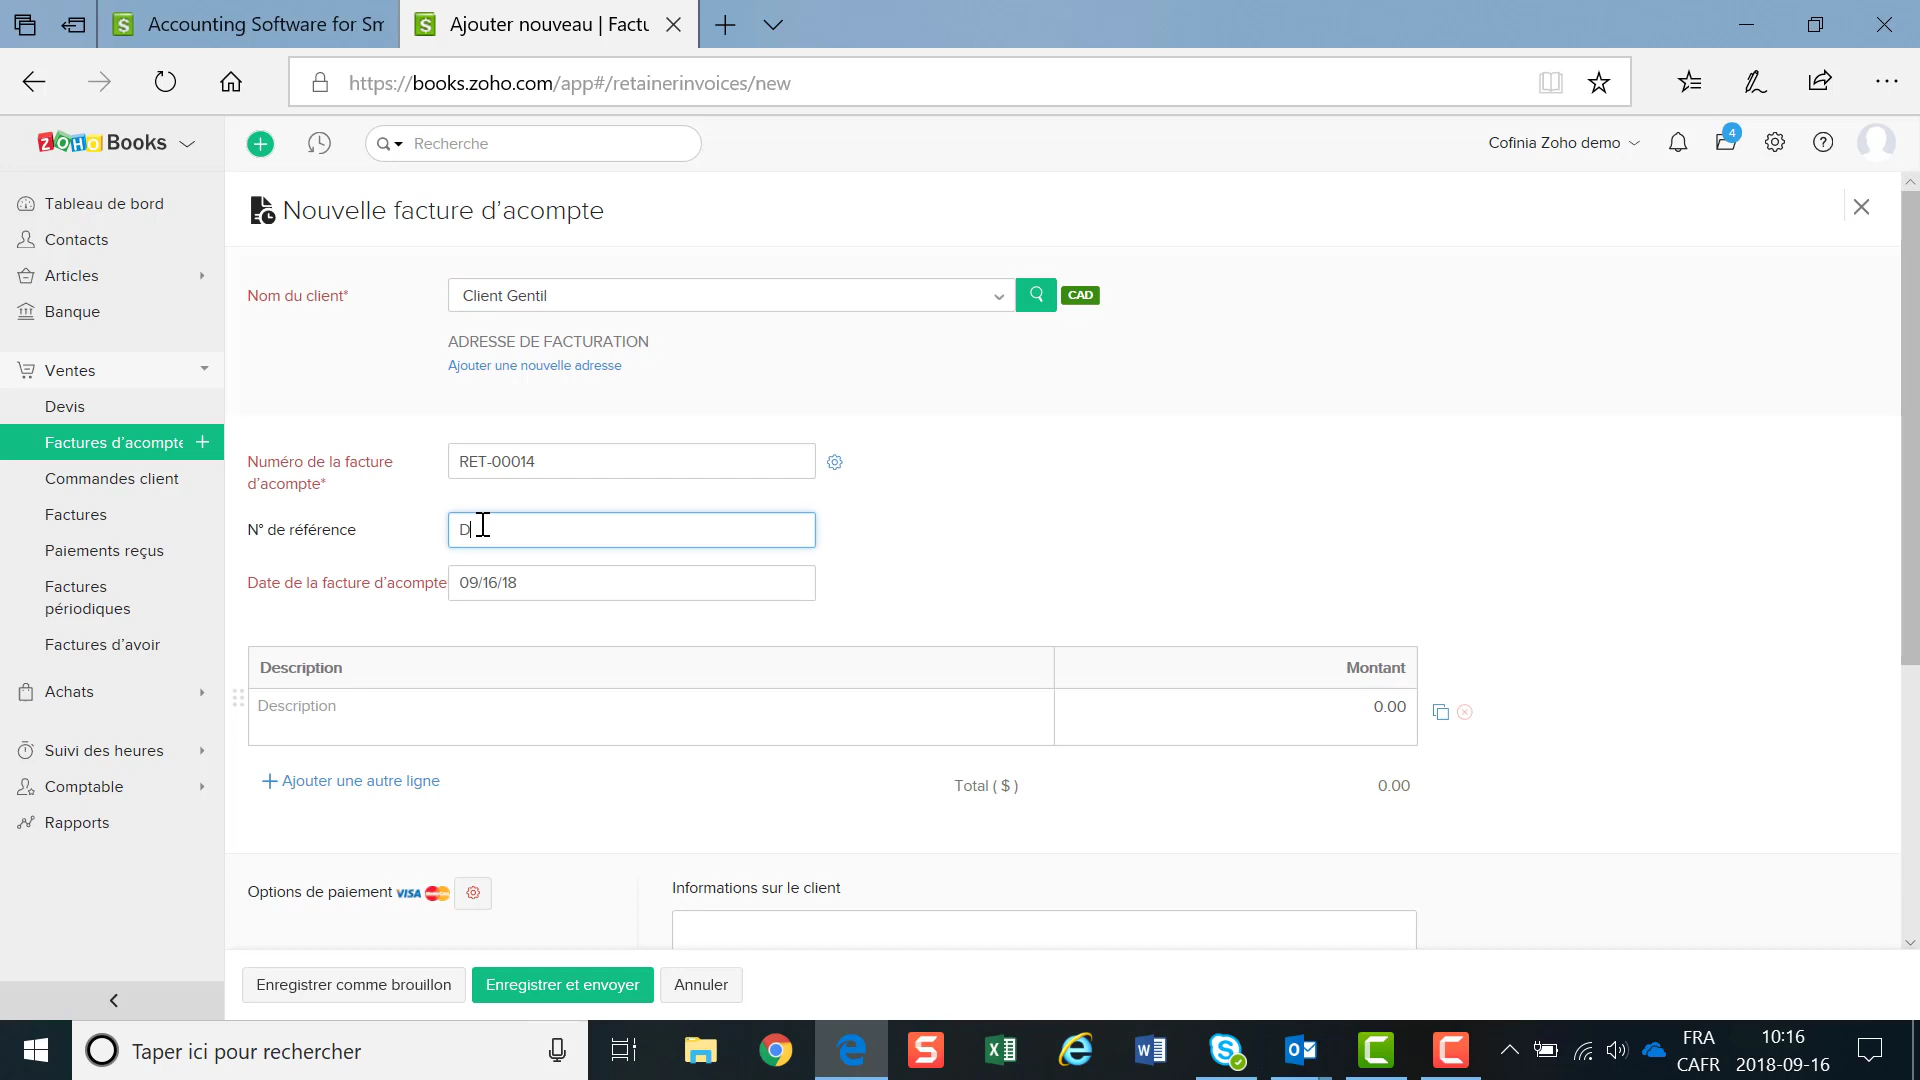 Accounting Software for Sm
Ajouter nouveau | Factu
https://books.zoho.com/app#/retainerinvoices/new
ZOHO Books
Recherche
Cofinia Zoho demo
4
Tableau de bord
Contacts
Articles
Banque
Ventes
Devis
Factures d'acompte
Commandes client
Factures
Paiements reçus
Factures
périodiques
Factures d'avoir
Achats
Suivi des heures
Comptable
Rapports
Nouvelle facture d'acompte
Nom du client*
Client Gentil
CAD
ADRESSE DE FACTURATION
Ajouter une nouvelle adresse
Numéro de la facture
d'acompte*
RET-00014
N° de référence
D
Date de la facture d'acompte
09/16/18
Description Montant
Description 0.00
Ajouter une autre ligne
Total ( $ ) 0.00
Options de paiement VISA
Informations sur le client
Enregistrer comme brouillon
Enregistrer et envoyer
Annuler
Taper ici pour rechercher
FRA
CAFR
10:16
2018-09-16